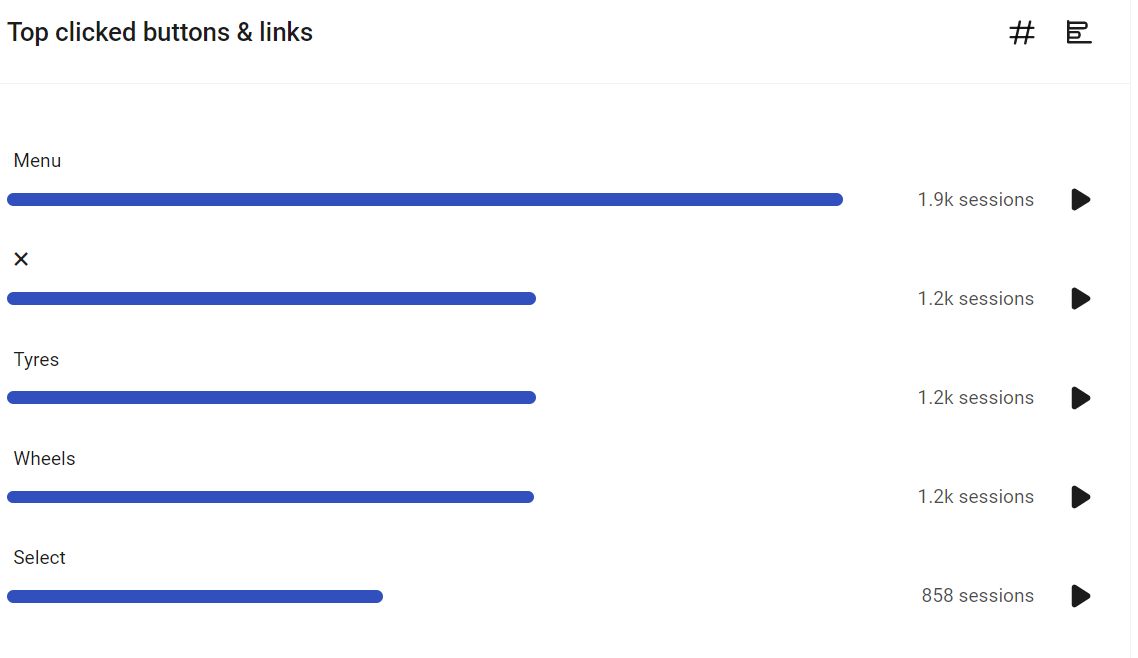 Top clicked buttons & links
Menu
1.9k sessions
×
1.2k sessions
Tyres
1.2k sessions
Wheels
1.2k sessions
Select
858 sessions